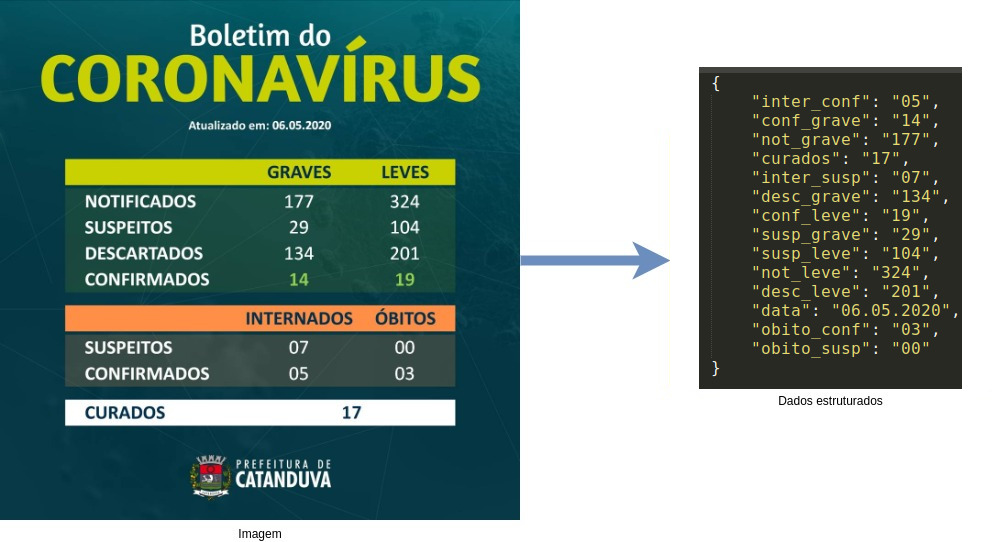 Boletim do
CORONAVÍRUS
Atualizado em: 06.05.2020
GRAVES LEVES
NOTIFICADOS 177 324
SUSPEITOS 29 104
DESCARTADOS 134 201
CONFIRMADOS 14 19
INTERNADOS ÓBITOS
SUSPEITOS 07 00
CONFIRMADOS 05 03
CURADOS 17
PREFEITURA DE
CATANDUVA
Imagem
{
"inter_conf": "05",
"conf_grave": "14",
"not_grave": "177",
"curados": "17",
"inter_susp": "07",
"desc_grave": "134",
"conf_leve": "19",
"susp_grave": "29",
"susp_leve": "104",
"not_leve": "324",
"desc_leve": "201",
"data": "06.05.2020",
"obito_conf": "03",
"obito_susp": "00"
}
Dados estruturados